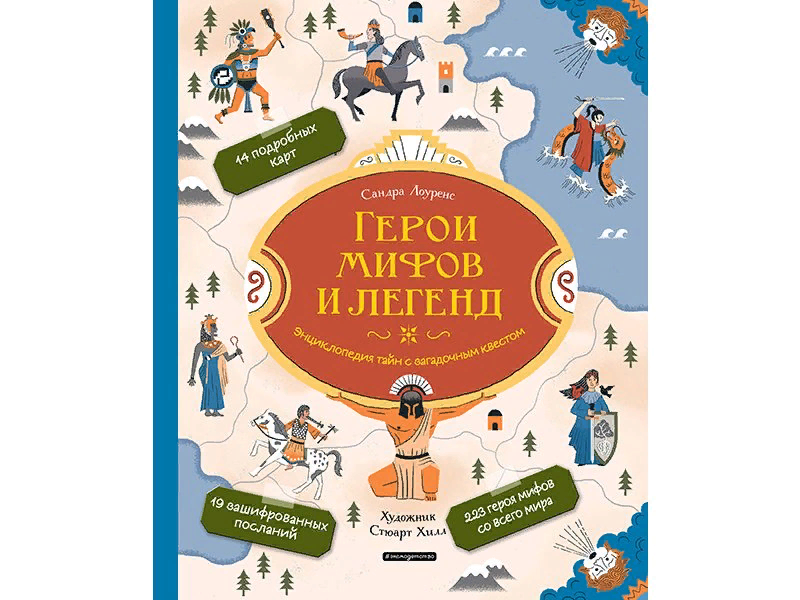 14 подробных
карт
Сандра Лоуренс
Герои
мифов
и легенд
Энциклопедия тайн с загадочным квестом
19 зашифрованных
посланий
223 героя мифов
со всего мира
Художник
Стюарт Хилл
#эксмодетство